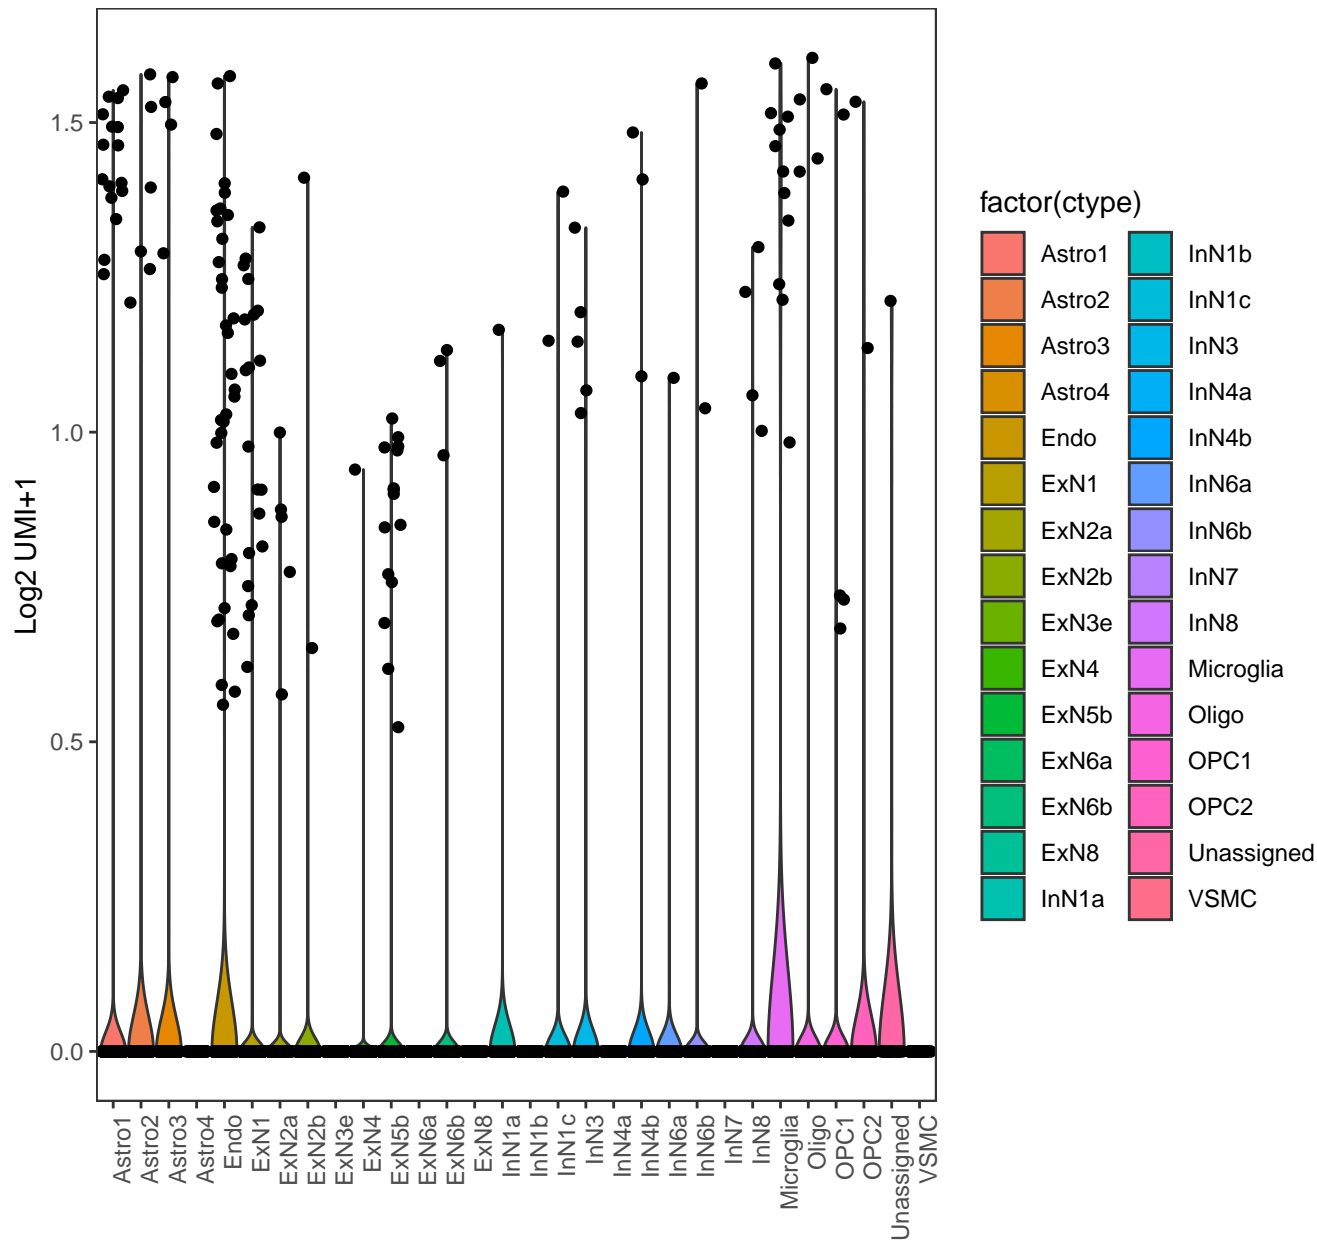 Log2 UMI+1
1.5
1.0
0.5
0.0
Astro1
Astro2
Astro3
Astro4
Endo
ExN1
ExN2a
ExN2b
ExN3e
ExN4
ExN5b
ExN6a
ExN6b
ExN8
InN1a
InN1b
InN1c
InN3
InN4a
InN4b
InN6a
InN6b
InN7
InN8
Microglia
Oligo
OPC1
OPC2
Unassigned
VSMC
factor(ctype)
Astro1
Astro2
Astro3
Astro4
Endo
ExN1
ExN2a
ExN2b
ExN3e
ExN4
ExN5b
ExN6a
ExN6b
ExN8
InN1a
InN1b
InN1c
InN3
InN4a
InN4b
InN6a
InN6b
InN7
InN8
Microglia
Oligo
OPC1
OPC2
Unassigned
VSMC